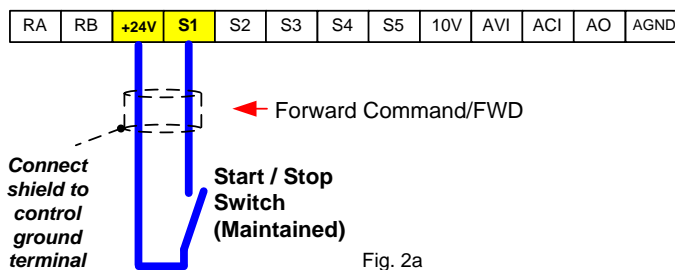 RA RB +24V S1 S2 S3 S4 S5 10V AVI ACI AO AGND
Forward Command/FWD
Connect
shield to
control
ground
terminal
Start / Stop
Switch
(Maintained)
Fig. 2a